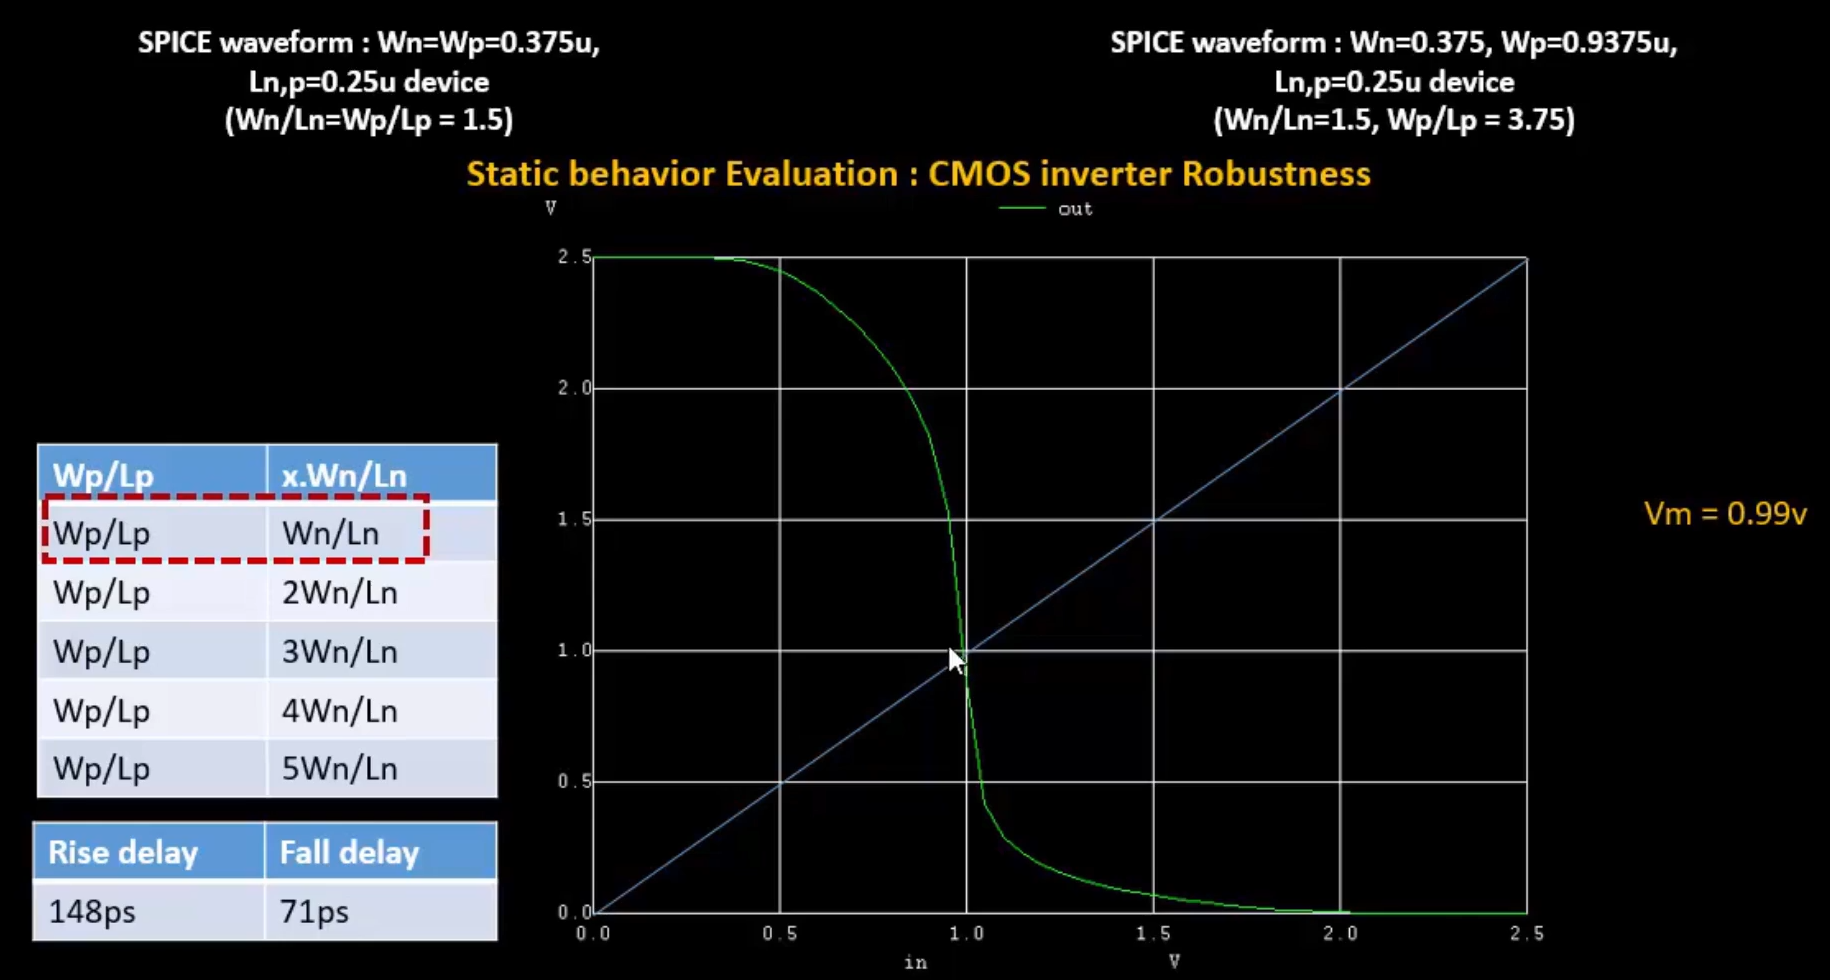 SPICE waveform : Wn=Wp=0.375u,
Ln,p=0.25u device
(Wn/Ln=Wp/Lp = 1.5)
SPICE waveform : Wn=0.375, Wp=0.9375u,
Ln,p=0.25u device
(Wn/Ln=1.5, Wp/Lp = 3.75)
Static behavior Evaluation : CMOS inverter Robustness
V
out
2.5
2.0
1.5
1.0
0.5
0.0
0.0 0.5 1.0 1.5 2.0 2.5
in V
Wp/Lp x.Wn/Ln
Wp/Lp Wn/Ln
Wp/Lp 2Wn/Ln
Wp/Lp 3Wn/Ln
Wp/Lp 4Wn/Ln
Wp/Lp 5Wn/Ln
Rise delay Fall delay
148ps 71ps
Vm = 0.99v